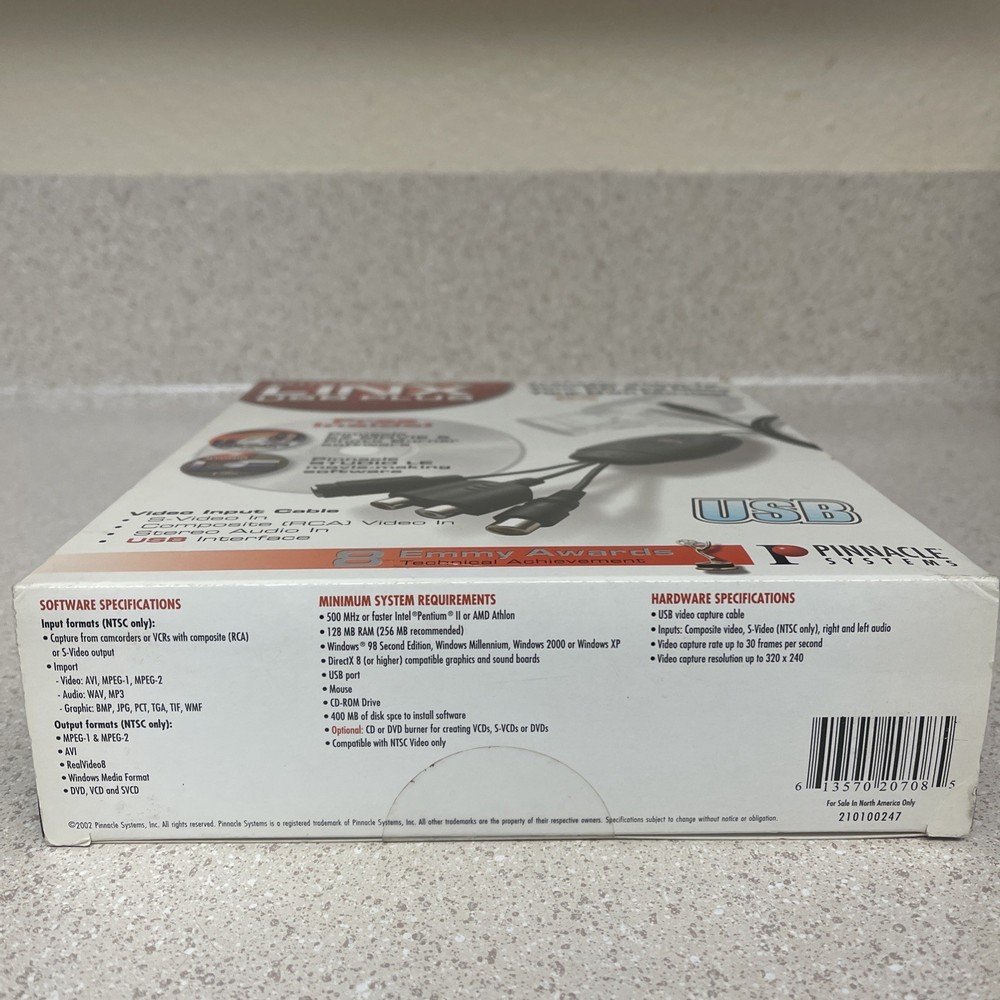 LINX
USB PLUS
Pinnacle
STUDIO LE
movie-making
software
Video Input Cable
• S-Video In
• Composite (RCA) Video In
• Stereo Audio In
• USB Interface
USB
8 Emmy Awards
Technical Achievement
PINNACLE
SYSTEMS
SOFTWARE SPECIFICATIONS
Input formats (NTSC only):
• Capture from camcorders or VCRs with composite (RCA)
or S-Video output
• Import
- Video: AVI, MPEG-1, MPEG-2
- Audio: WAV, MP3
- Graphic: BMP, JPG, PCT, TGA, TIF, WMF
Output formats (NTSC only):
• MPEG-1 & MPEG-2
• AVI
• RealVideo8
• Windows Media Format
• DVD, VCD and SVCD
MINIMUM SYSTEM REQUIREMENTS
• 500 MHz or faster Intel® Pentium® II or AMD Athlon
• 128 MB RAM (256 MB recommended)
• Windows® 98 Second Edition, Windows Millennium, Windows 2000 or Windows XP
• DirectX 8 (or higher) compatible graphics and sound boards
• USB port
• Mouse
• CD-ROM Drive
• 400 MB of disk spce to install software
• Optional: CD or DVD burner for creating VCDs, S-VCDs or DVDs
• Compatible with NTSC Video only
HARDWARE SPECIFICATIONS
• USB video capture cable
• Inputs: Composite video, S-Video (NTSC only), right and left audio
• Video capture rate up to 30 frames per second
• Video capture resolution up to 320 x 240
6 13570 20708 5
For Sale In North America Only
210100247
©2002 Pinnacle Systems, Inc. All rights reserved. Pinnacle Systems is a registered trademark of Pinnacle Systems, Inc. All other trademarks are the property of their respective owners. Specifications subject to change without notice or obligation.